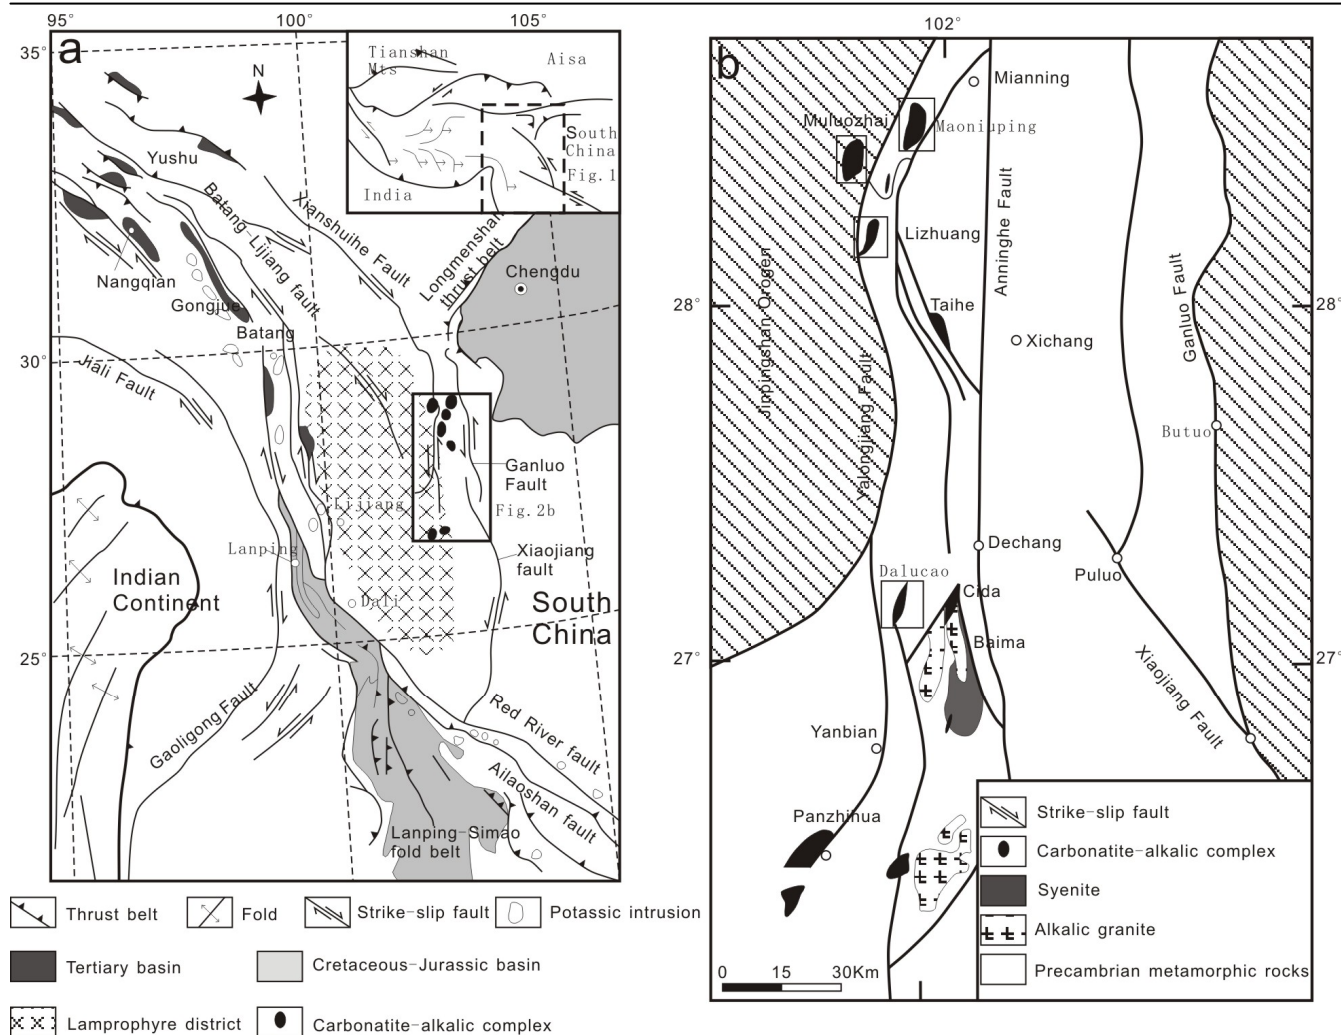 95°
100°
105°
35°
30°
25°
a
N
Tianshan
Mts
Aisa
South
China
Fig.1
India
Yushu
Batang-Lijiang fault
Xianshuihe Fault
Longmenshan
thrust belt
Chengdu
Nangqian
Gongjue
Batang
Jiali Fault
Ganluo
Fault
Lijiang
Fig.2b
Lanping
Xiaojiang
fault
Indian
Continent
Dali
South
China
Gaoligong Fault
Red River fault
Ailaoshan fault
Lanping-Simao
fold belt
Thrust belt
Fold
Strike-slip fault
Potassic intrusion
Tertiary basin
Cretaceous-Jurassic basin
Lamprophyre district
Carbonatite-alkalic complex
102°
b
Mianning
Muluozhai
Maoniuping
Anninghe Fault
Lizhuang
Ganluo Fault
28°
28°
Taihe
Xichang
Jinpingshan Orogen
Yalongjiang Fault
Butuo
Dechang
Puluo
Dalucao
Cida
Baima
27°
27°
Xiaojiang Fault
Yanbian
Panzhihua
Strike-slip fault
Carbonatite-alkalic complex
Syenite
Alkalic granite
Precambrian metamorphic rocks
0 15 30Km